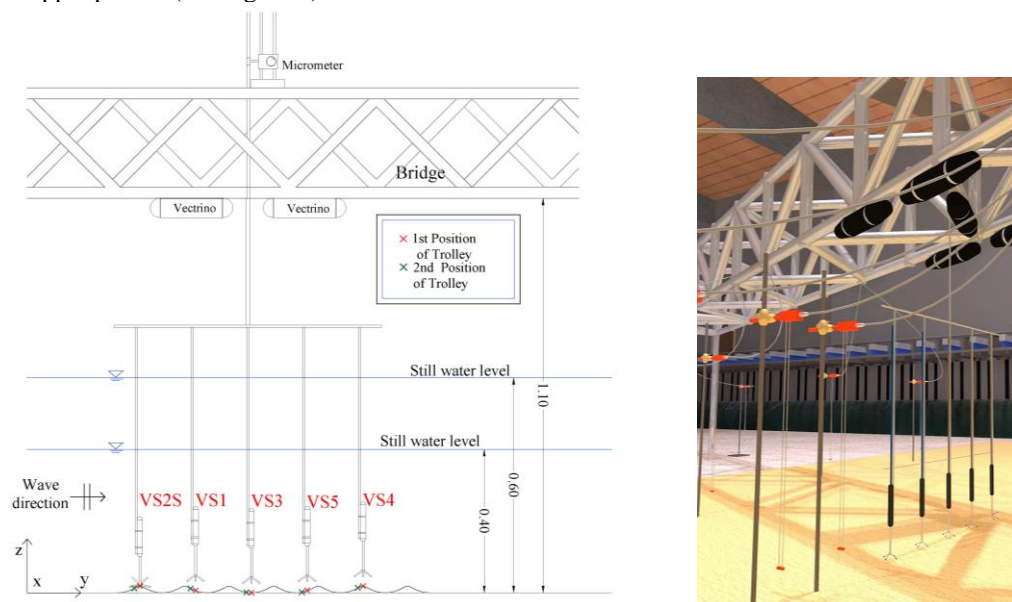 Micrometer
Bridge
Vectrino
Vectrino
1st Position
of Trolley
2nd Position
of Trolley
Still water level
1.10
Still water level
0.60
Wave
direction
VS2S
VS1
VS3
VS5
VS4
0.40
z
x
y